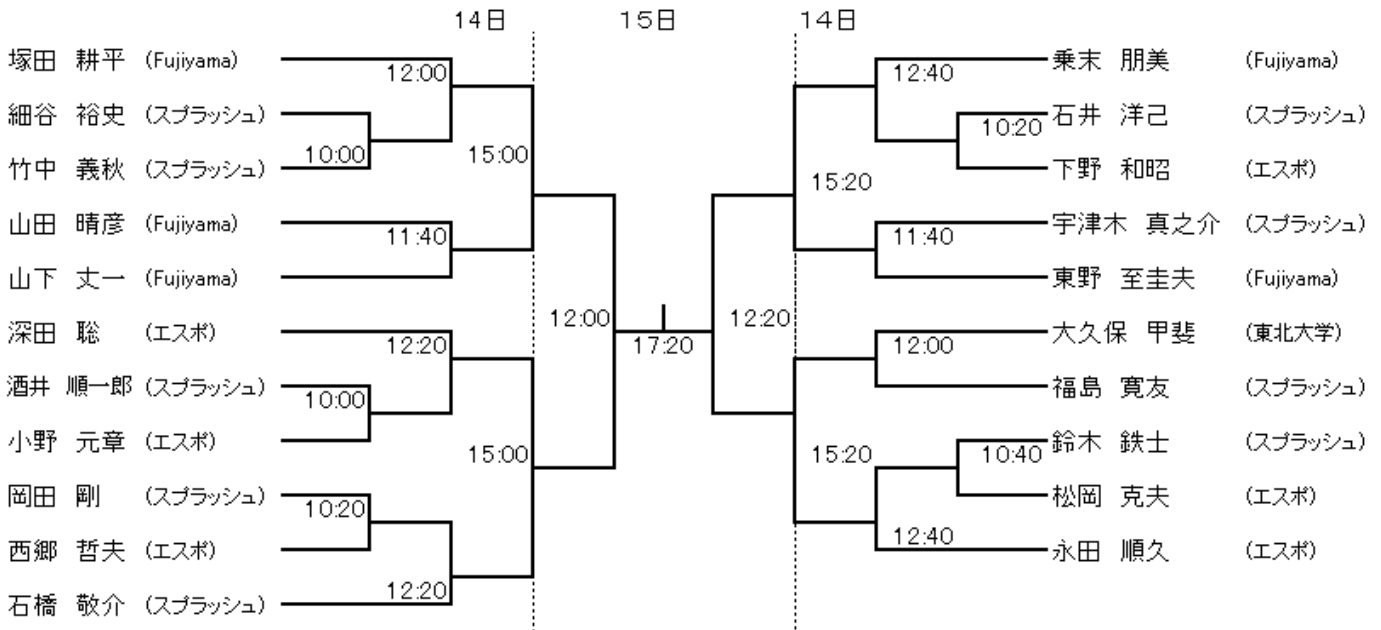 14日 15日 14日
塚田 耕平 (Fujiyama) 12:00 12:40 乗末 朋美 (Fujiyama)
細谷 裕史 (スプラッシュ) 10:20 石井 洋己 (スプラッシュ)
竹中 義秋 (スプラッシュ) 10:00 15:00 15:20 下野 和昭 (エスポ)
山田 晴彦 (Fujiyama) 11:40 11:40 宇津木 真之介 (スプラッシュ)
山下 丈一 (Fujiyama) 東野 至圭夫 (Fujiyama)
深田 聡 (エスポ) 12:20 12:00 17:20 12:20 12:00 大久保 甲斐 (東北大学)
酒井 順一郎 (スプラッシュ) 10:00 福島 寛友 (スプラッシュ)
小野 元章 (エスポ) 15:00 15:20 10:40 鈴木 鉄士 (スプラッシュ)
岡田 剛 (スプラッシュ) 10:20 松岡 克夫 (エスポ)
西郷 哲夫 (エスポ) 12:40 永田 順久 (エスポ)
石橋 敬介 (スプラッシュ) 12:20